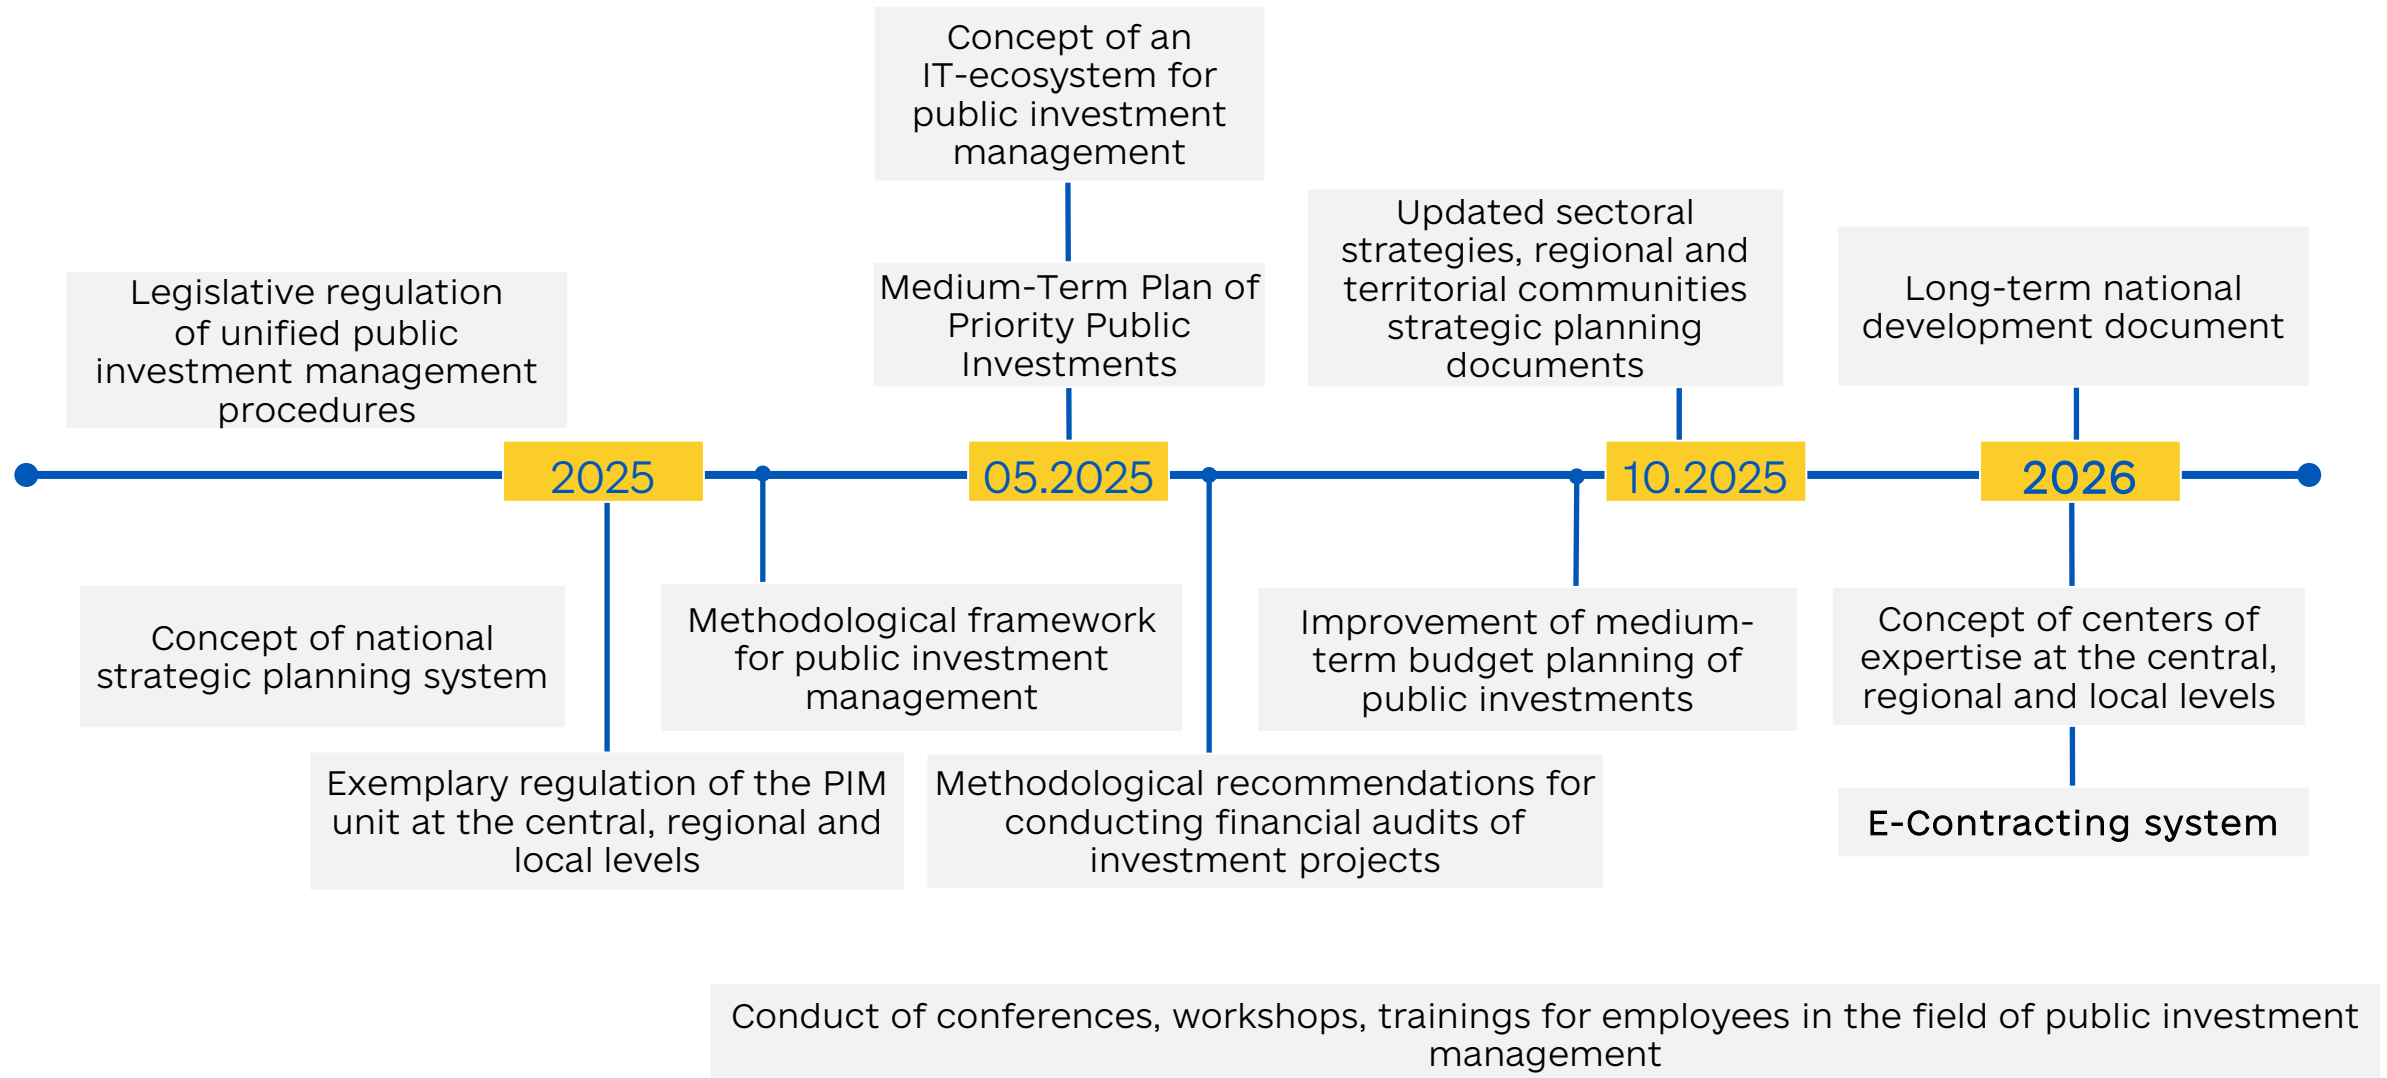 Concept of an
IT-ecosystem for
public investment
management
Legislative regulation
of unified public
investment management
procedures
Medium-Term Plan of
Priority Public
Investments
Updated sectoral
strategies, regional and
territorial communities
strategic planning
documents
Long-term national
development document
2025
05.2025
10.2025
2026
Concept of national
strategic planning system
Methodological framework
for public investment
management
Improvement of medium-
term budget planning of
public investments
Concept of centers of
expertise at the central,
regional and local levels
Exemplary regulation of the PIM
unit at the central, regional and
local levels
Methodological recommendations for
conducting financial audits of
investment projects
E-Contracting system
Conduct of conferences, workshops, trainings for employees in the field of public investment
management